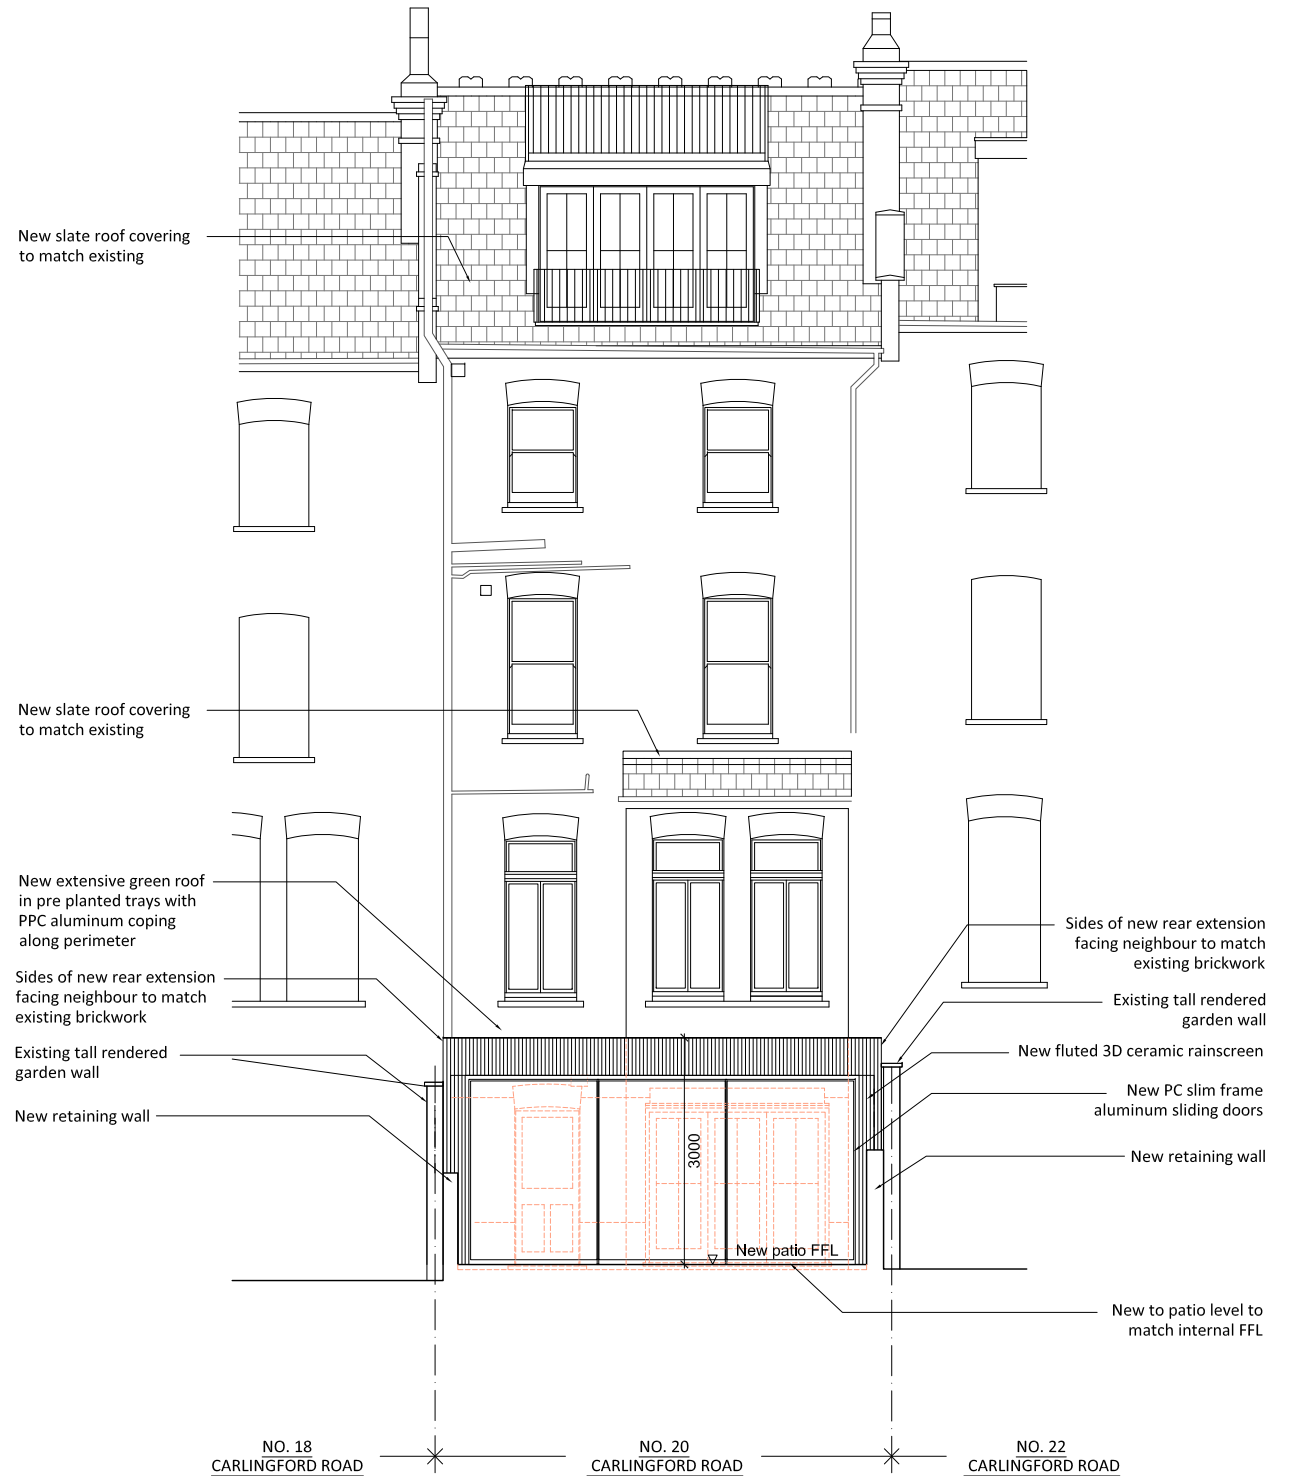 New slate roof covering
to match existing
New slate roof covering
to match existing
New extensive green roof
in pre planted trays with
PPC aluminum coping
along perimeter
Sides of new rear extension
facing neighbour to match
existing brickwork
Existing tall rendered
garden wall
New retaining wall
Sides of new rear extension
facing neighbour to match
existing brickwork
Existing tall rendered
garden wall
New fluted 3D ceramic rainscreen
New PC slim frame
aluminum sliding doors
New retaining wall
3000
New patio FFL
New to patio level to
match internal FFL
NO. 18
CARLINGFORD ROAD
NO. 20
CARLINGFORD ROAD
NO. 22
CARLINGFORD ROAD